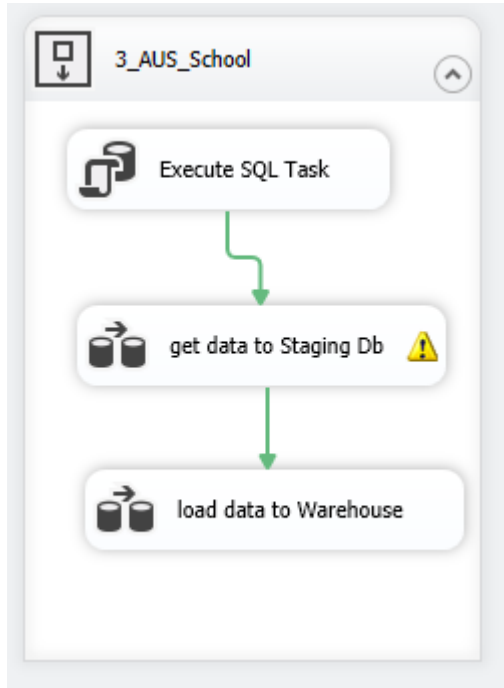 3_AUS_School
Execute SQL Task
get data to Staging Db
load data to Warehouse